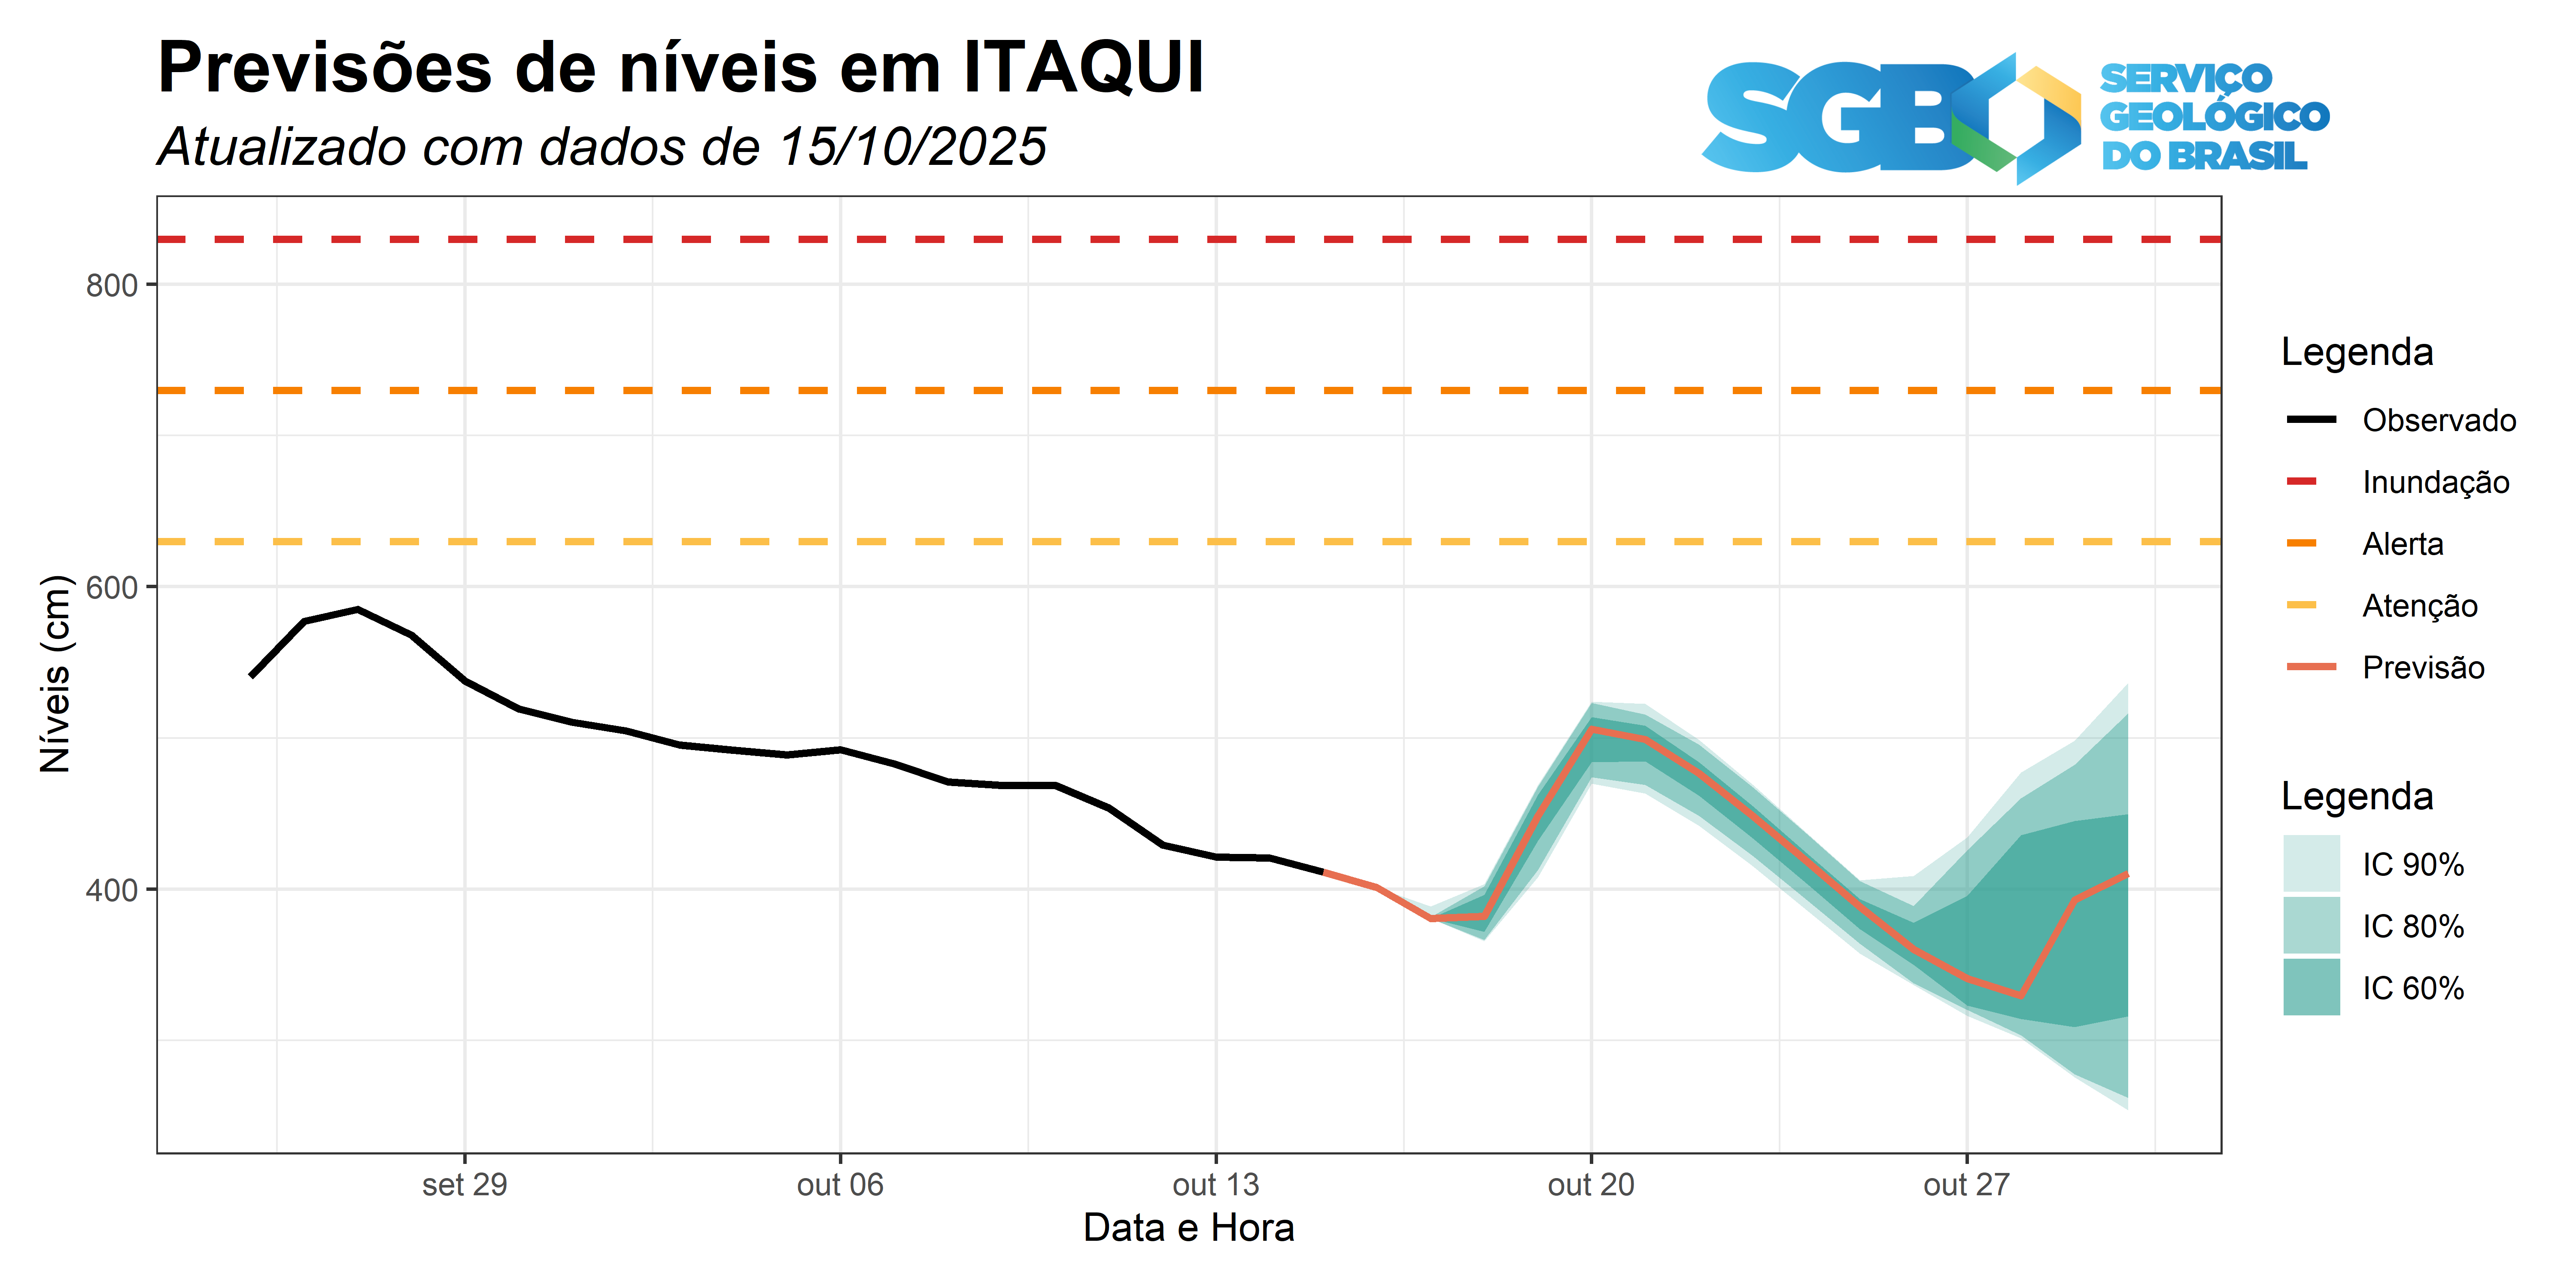 Previsões de níveis em ITAQUI
Atualizado com dados de 15/10/2025
SGB
SERVIÇO
GEOLÓGICO
DO BRASIL
800
600
400
Níveis (cm)
set 29
out 06
out 13
out 20
out 27
Data e Hora
Legenda
Observado
Inundação
Alerta
Atenção
Previsão
Legenda
IC 90%
IC 80%
IC 60%